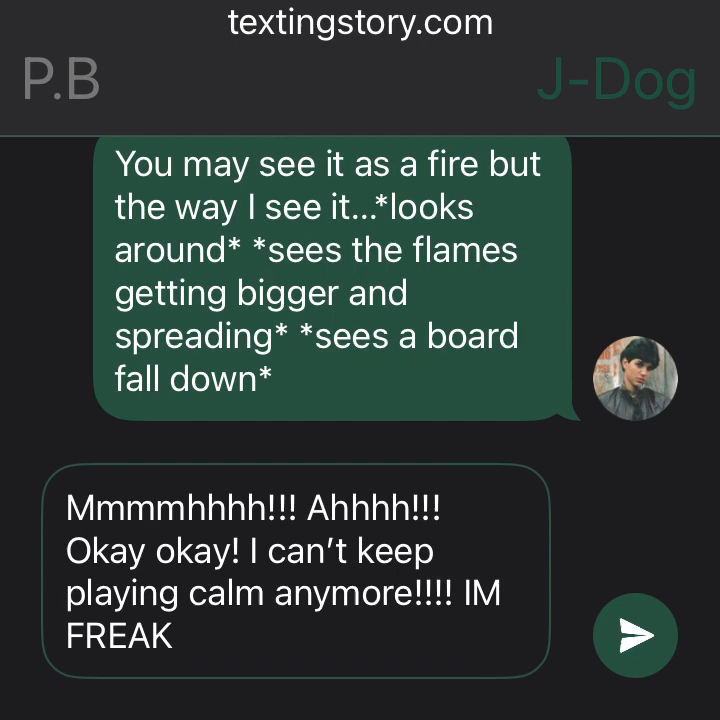 textingstory.com
P.B
J-Dog
You may see it as a fire but
the way I see it...*looks
around* *sees the flames
getting bigger and
spreading* *sees a board
fall down*
Mmmmhhhh!!! Ahhhh!!!
Okay okay! I can’t keep
playing calm anymore!!!! IM
FREAK